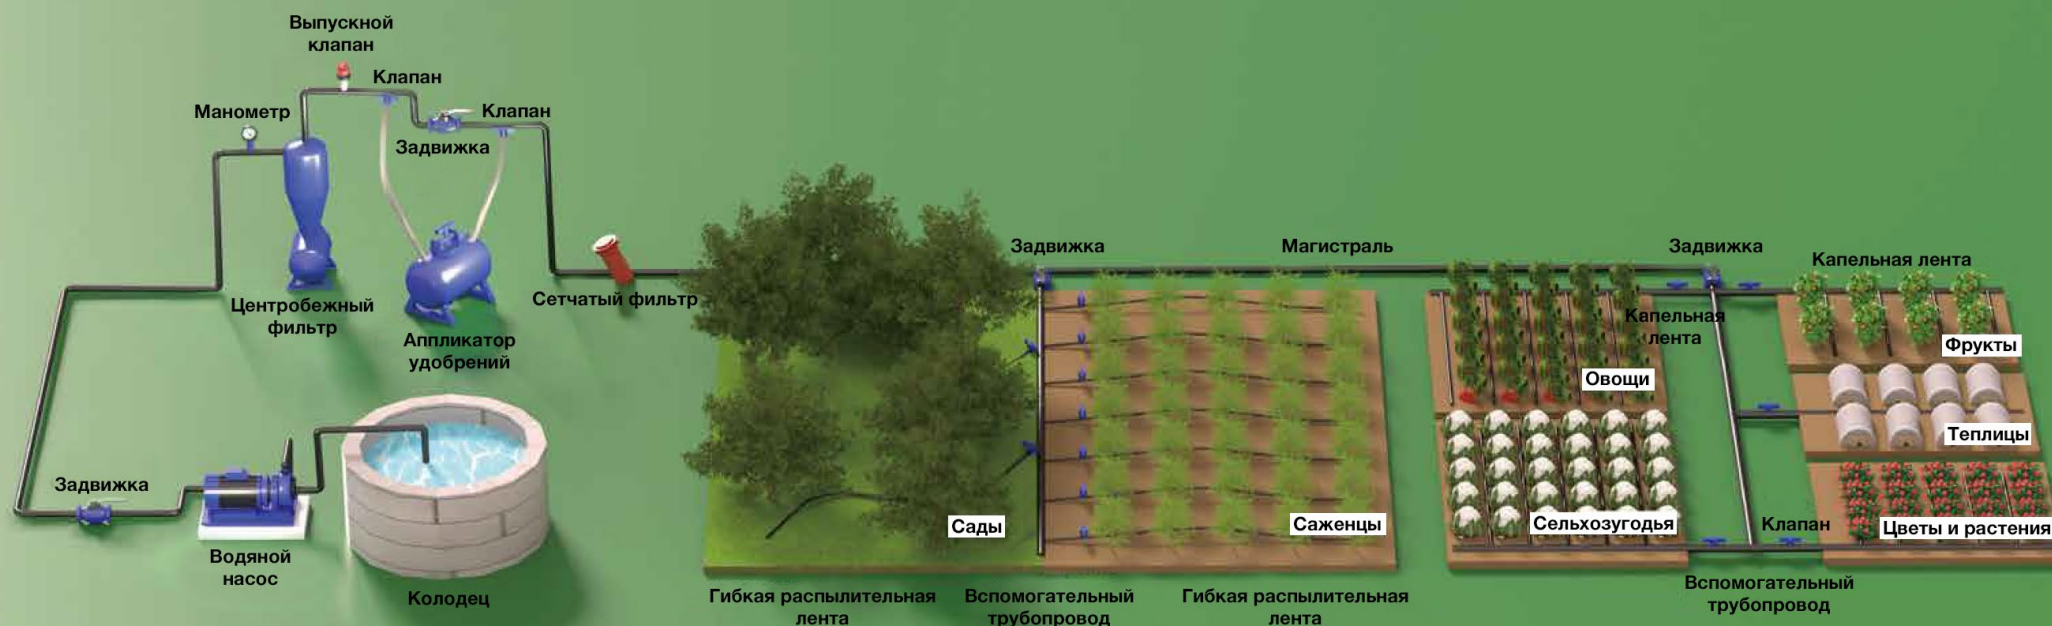 Выпускной
клапан
Клапан
Манометр
Клапан
Задвижка
Центробежный
фильтр
Аппликатор
удобрений
Сетчатый фильтр
Задвижка
Водяной
насос
Колодец
Задвижка
Магистраль
Задвижка
Капельная лента
Капельная
лента
Фрукты
Овощи
Теплицы
Сады
Саженцы
Сельхозугодья
Клапан
Цветы и растения
Гибкая распылительная
лента
Вспомогательный
трубопровод
Гибкая распылительная
лента
Вспомогательный
трубопровод